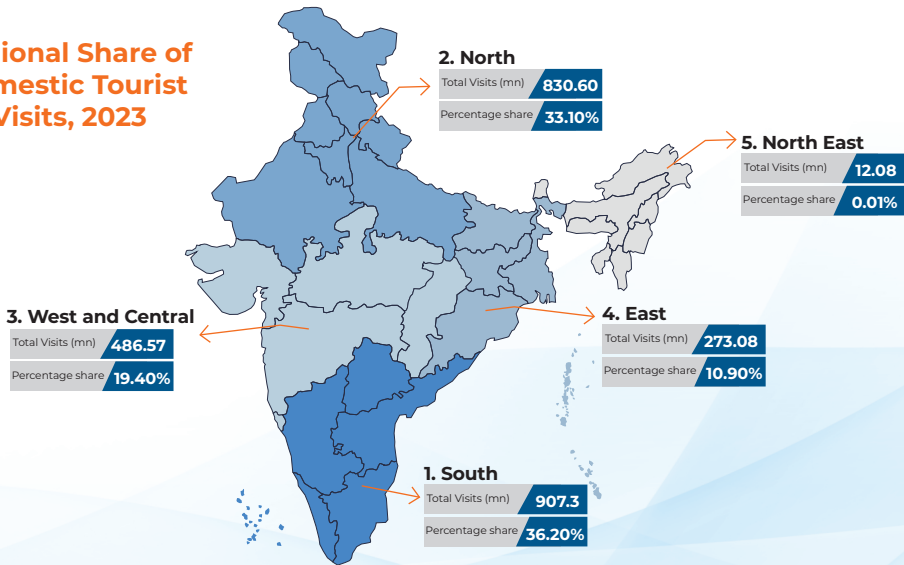 ional Share of
mestic Tourist
Visits, 2023
2. North
Total Visits (mn) 830.60
Percentage share 33.10%
5. North East
Total Visits (mn) 12.08
Percentage share 0.01%
3. West and Central
Total Visits (mn) 486.57
Percentage share 19.40%
4. East
Total Visits (mn) 273.08
Percentage share 10.90%
1. South
Total Visits (mn) 907.3
Percentage share 36.20%